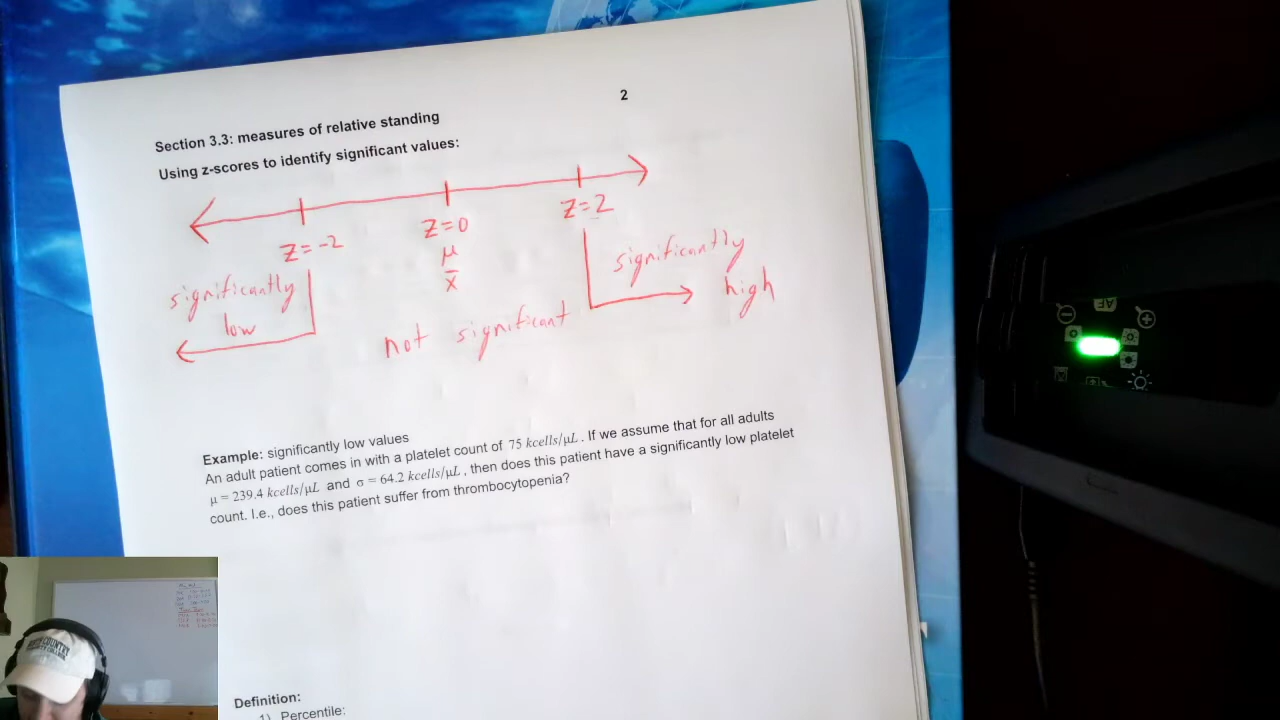 2
Section 3.3: measures of relative standing
Using z-scores to identify significant values:
z=-2
z=0
z=2
μ
x̄
significantly
low
not significant
significantly
high
Example: significantly low values
An adult patient comes in with a platelet count of 75 kcells/μL. If we assume that for all adults
μ = 239.4 kcells/μL and σ = 64.2 kcells/μL, then does this patient have a significantly low platelet
count. I.e., does this patient suffer from thrombocytopenia?
Definition:
1) Percentile:
AF
COUNTRY